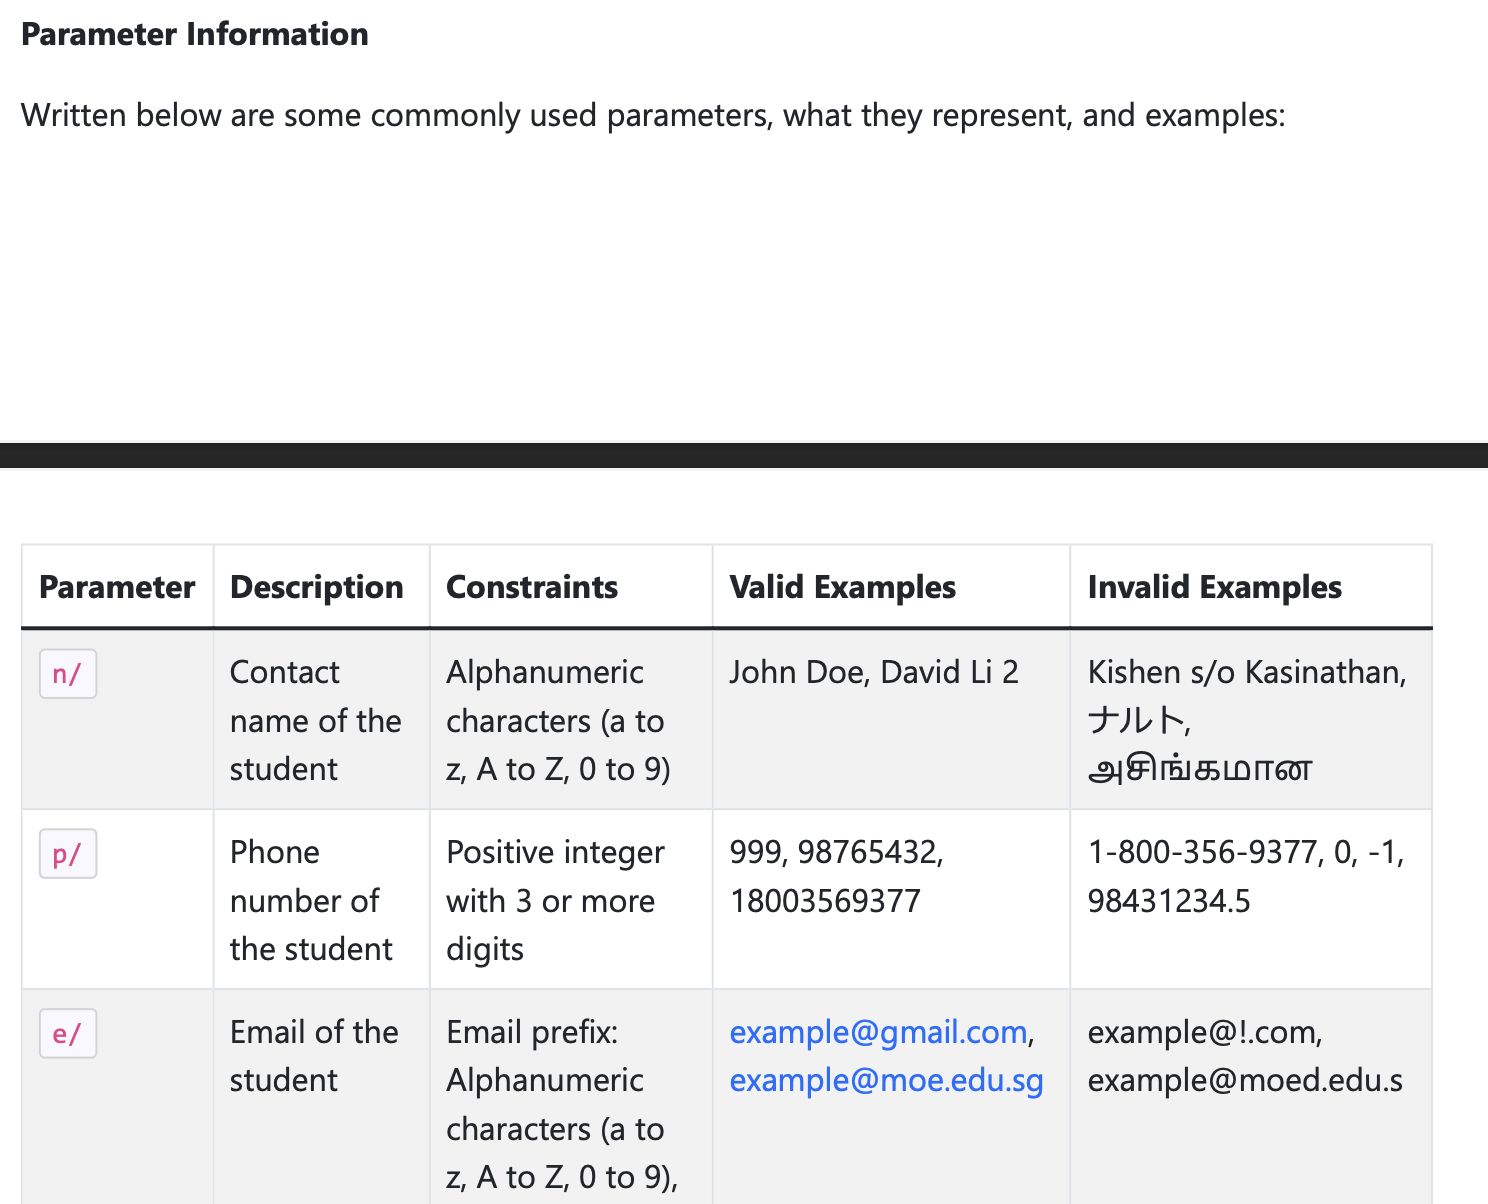 Parameter Information
Written below are some commonly used parameters, what they represent, and examples:
Parameter Description Constraints Valid Examples Invalid Examples
n/
Contact
name of the
student
Alphanumeric
characters (a to
z, A to Z, 0 to 9)
John Doe, David Li 2
Kishen s/o Kasinathan,
ナルト,
அசிங்கமான
p/
Phone
number of
the student
Positive integer
with 3 or more
digits
999, 98765432,
18003569377
1-800-356-9377, 0, -1,
98431234.5
e/
Email of the
student
Email prefix:
Alphanumeric
characters (a to
z, A to Z, 0 to 9),
example@gmail.com,
example@moe.edu.sg
example@!.com,
example@moed.edu.s